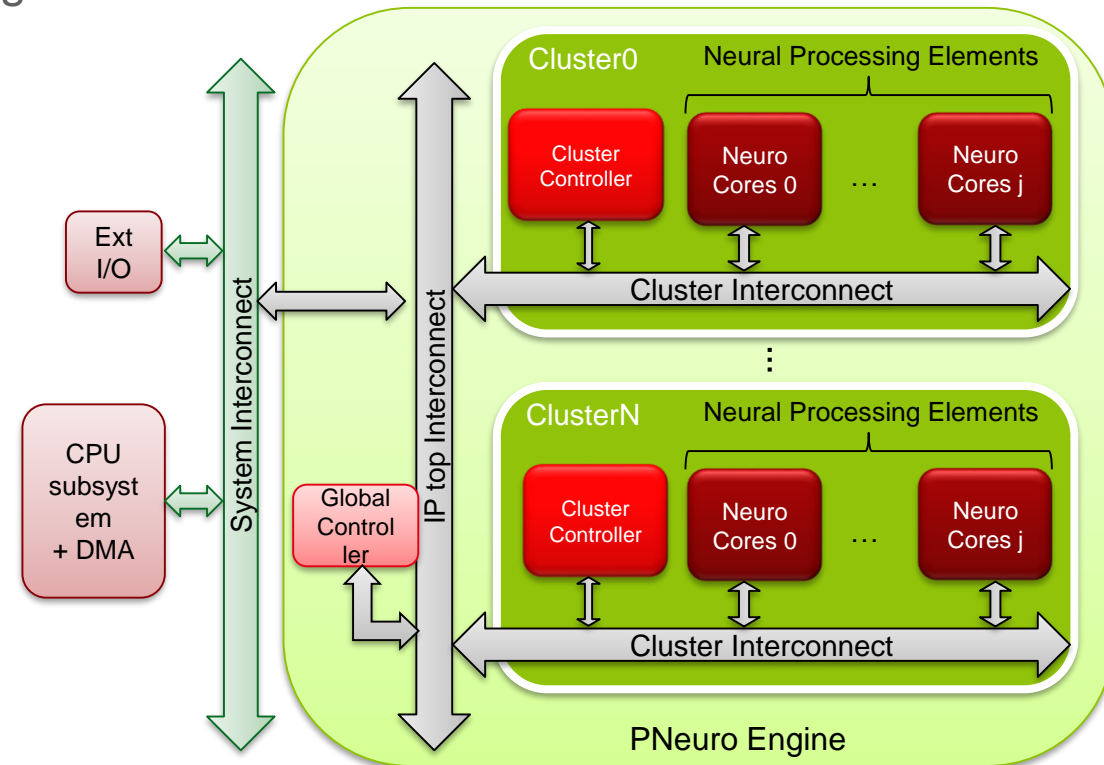 Cluster0
Neural Processing Elements
Cluster
Controller
Neuro
Cores 0
...
Neuro
Cores j
Cluster Interconnect
Ext
I/O
System Interconnect
IP top Interconnect
CPU
subsyst
em
+ DMA
Global
Control
ler
...
ClusterN
Neural Processing Elements
Cluster
Controller
Neuro
Cores 0
...
Neuro
Cores j
Cluster Interconnect
PNeuro Engine